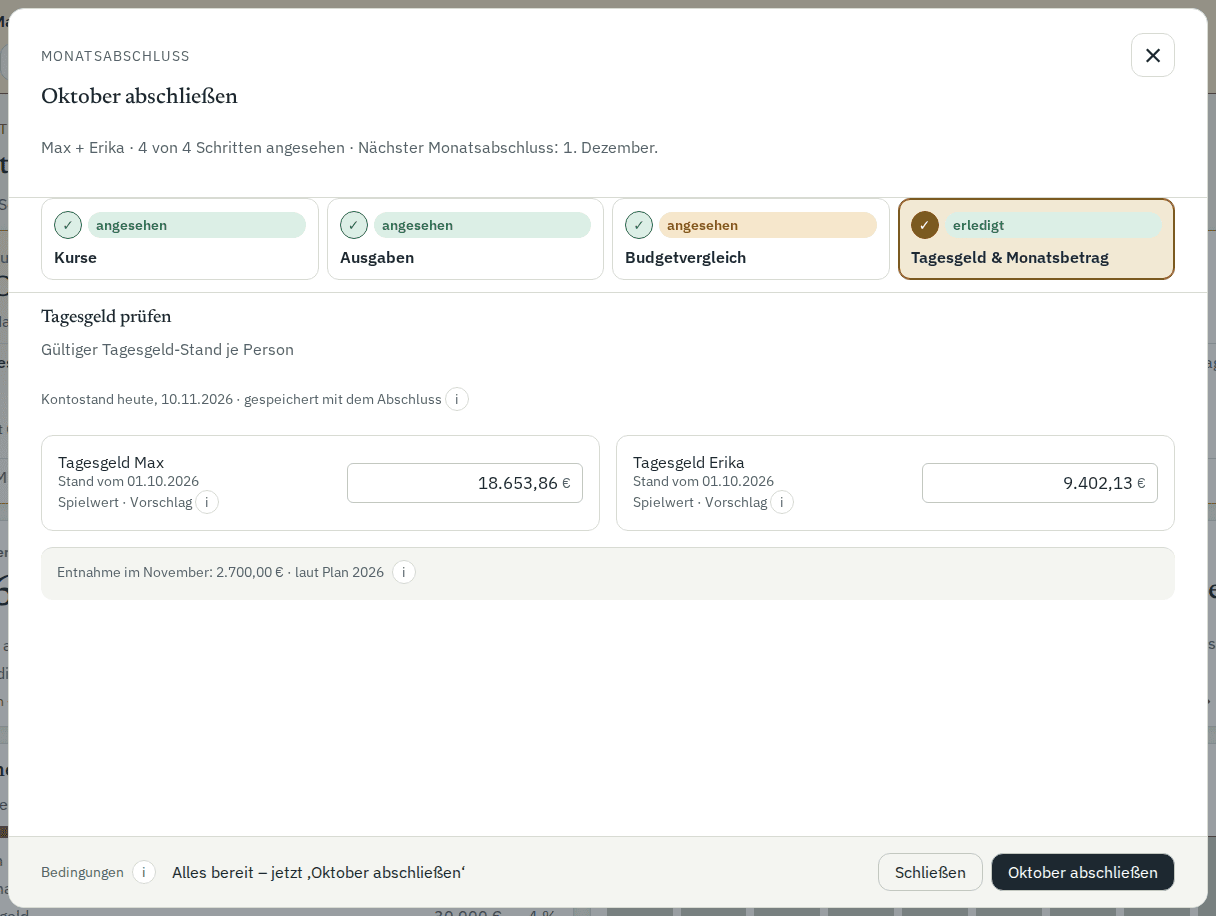 MONATSABSCHLUSS
Oktober abschließen
Max + Erika · 4 von 4 Schritten angesehen · Nächster Monatsabschluss: 1. Dezember.
✓ angesehen
Kurse
✓ angesehen
Ausgaben
✓ angesehen
Budgetvergleich
✓ erledigt
Tagesgeld & Monatsbetrag
Tagesgeld prüfen
Gültiger Tagesgeld-Stand je Person
Kontostand heute, 10.11.2026 · gespeichert mit dem Abschluss i
Tagesgeld Max
Stand vom 01.10.2026
Spielwert · Vorschlag i
18.653,86 €
Tagesgeld Erika
Stand vom 01.10.2026
Spielwert · Vorschlag i
9.402,13 €
Entnahme im November: 2.700,00 € · laut Plan 2026 i
Bedingungen i Alles bereit – jetzt ‚Oktober abschließen‘
Schließen
Oktober abschließen